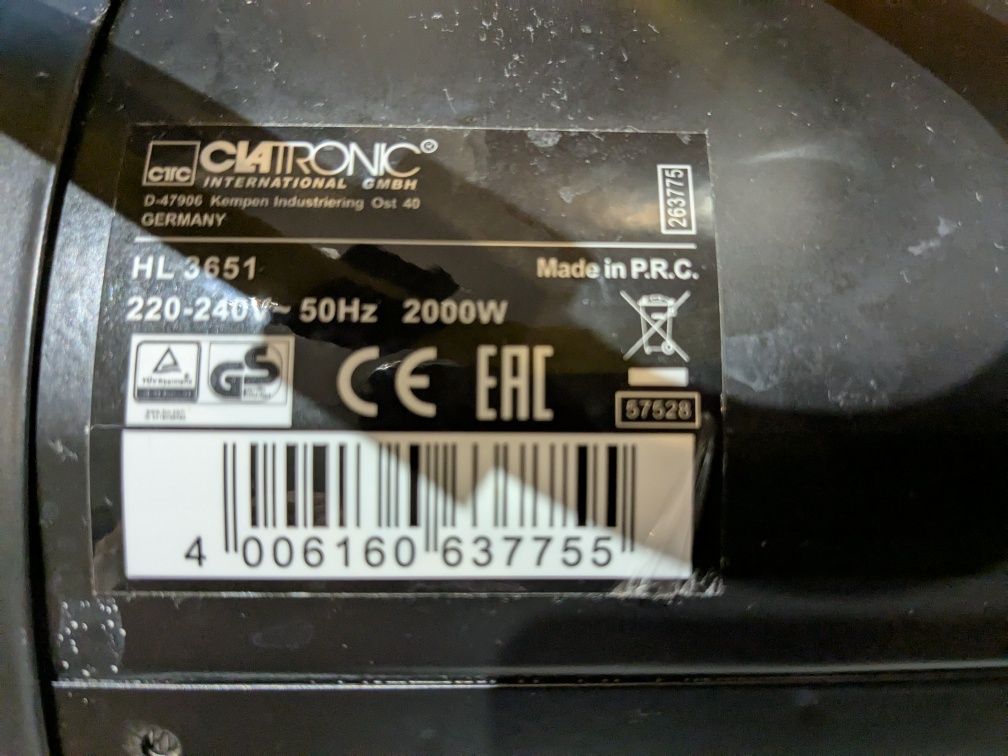 CTC CLATRONIC®
INTERNATIONAL GMBH
D-47906 Kempen Industriering Ost 40
GERMANY
263775
HL 3651
Made in P.R.C.
220-240V~ 50Hz 2000W
GS
CE EAC
57528
4 006160 637755